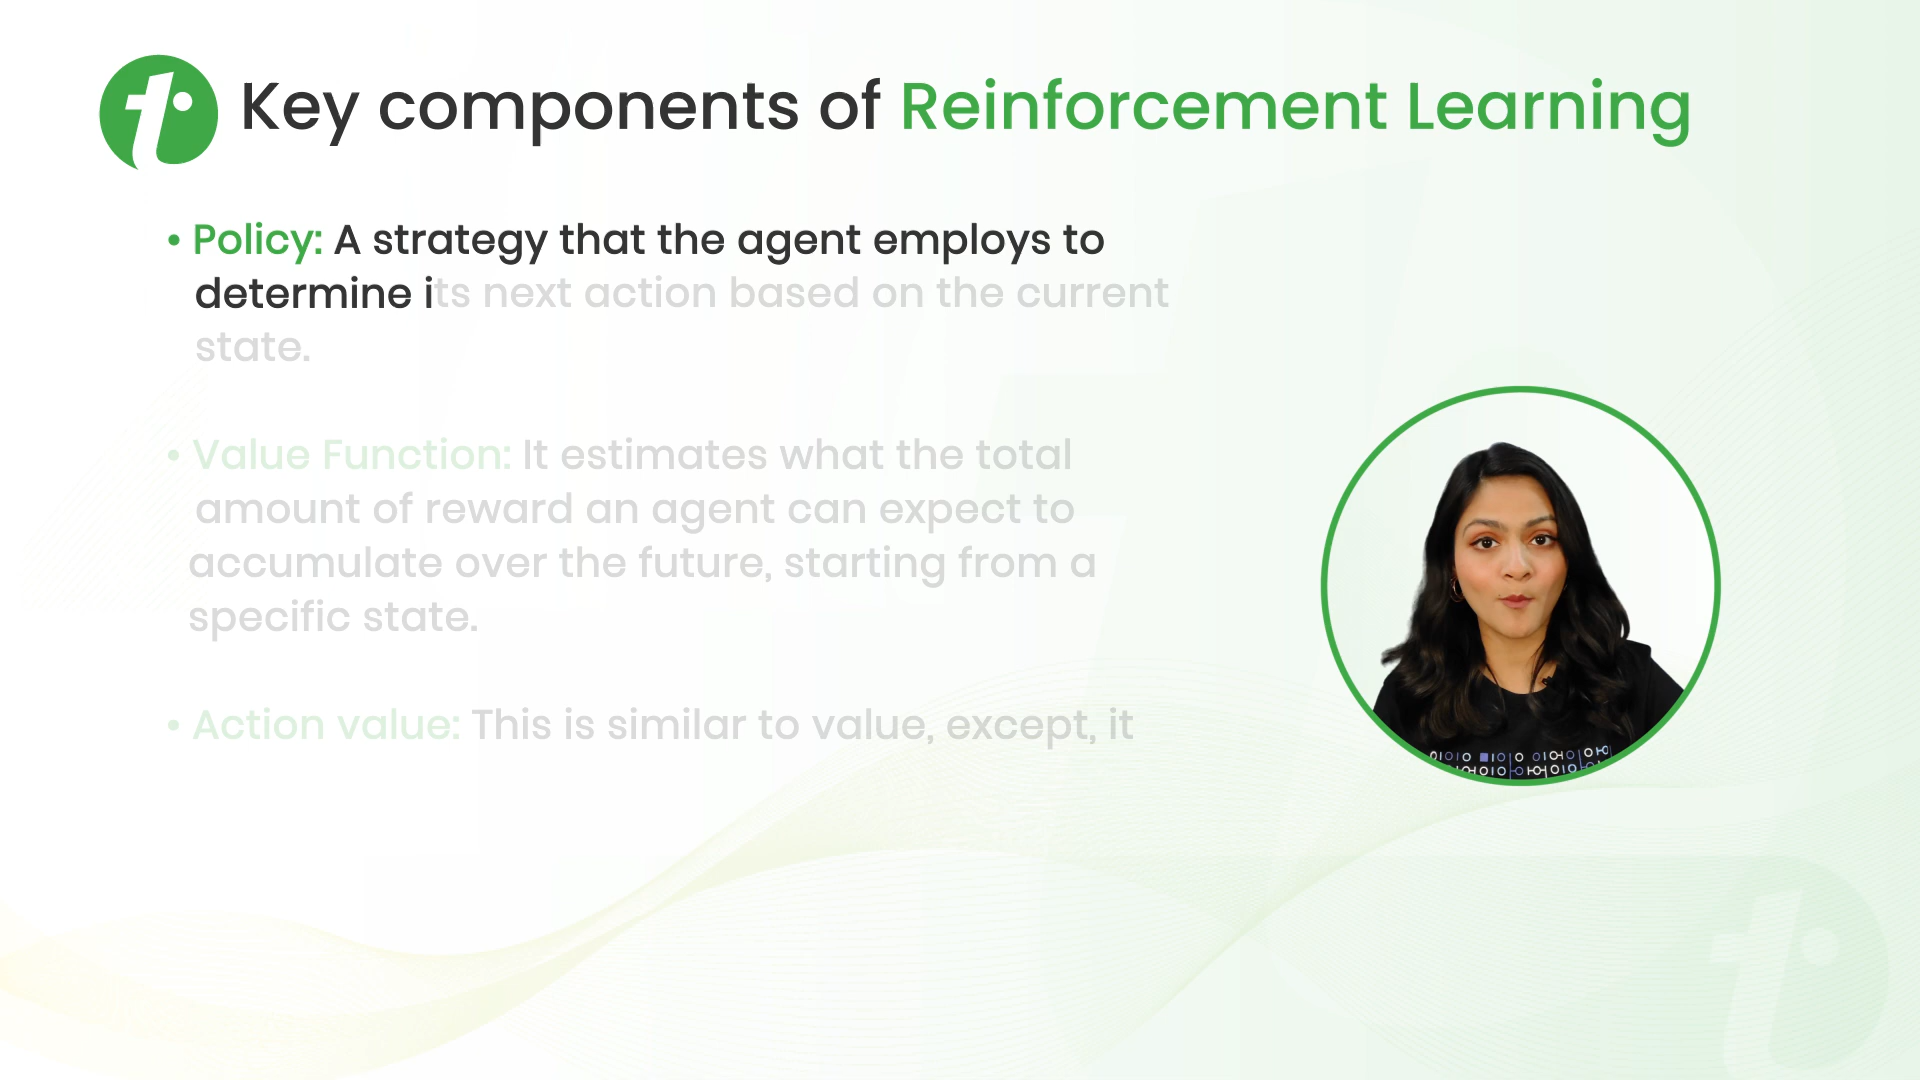 Key components of Reinforcement Learning
• Policy: A strategy that the agent employs to
determine its next action based on the current
state.
• Value Function: It estimates what the total
amount of reward an agent can expect to
accumulate over the future, starting from a
specific state.
• Action value: This is similar to value, except, it